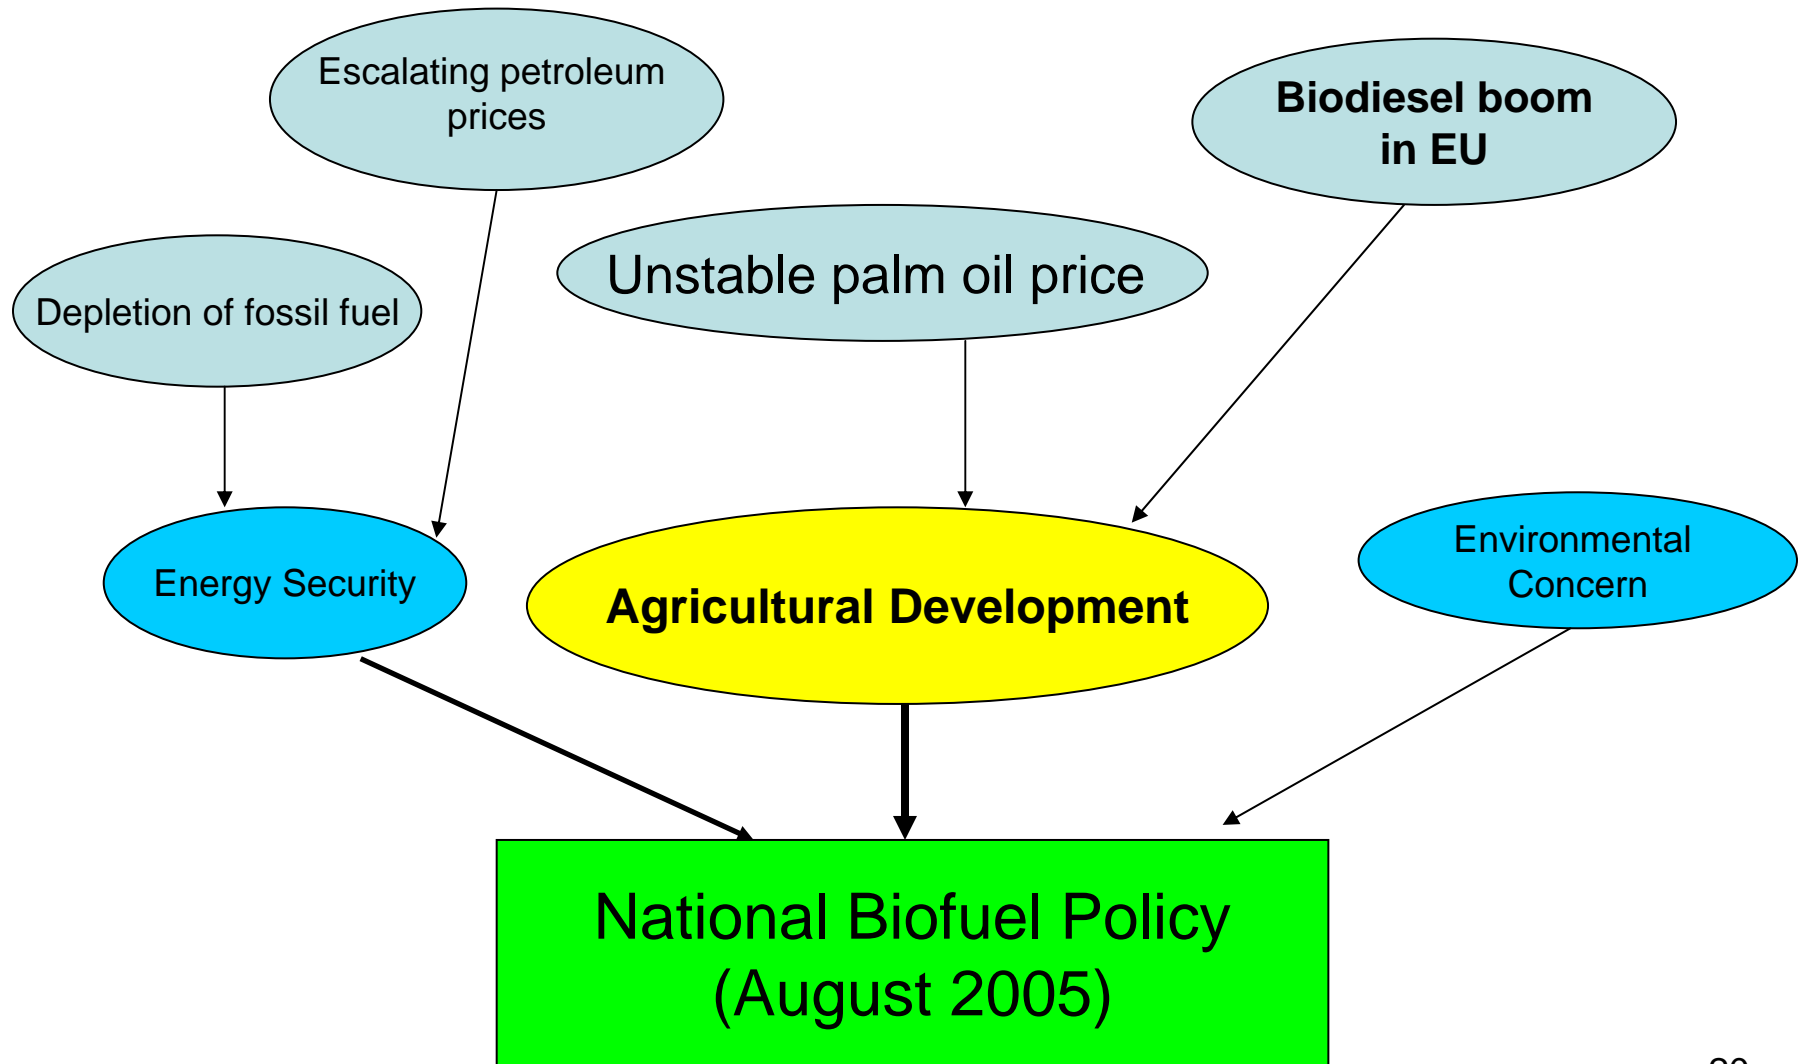 Escalating petroleum
prices
Biodiesel boom
in EU
Unstable palm oil price
Depletion of fossil fuel
Energy Security
Agricultural Development
Environmental
Concern
National Biofuel Policy
(August 2005)